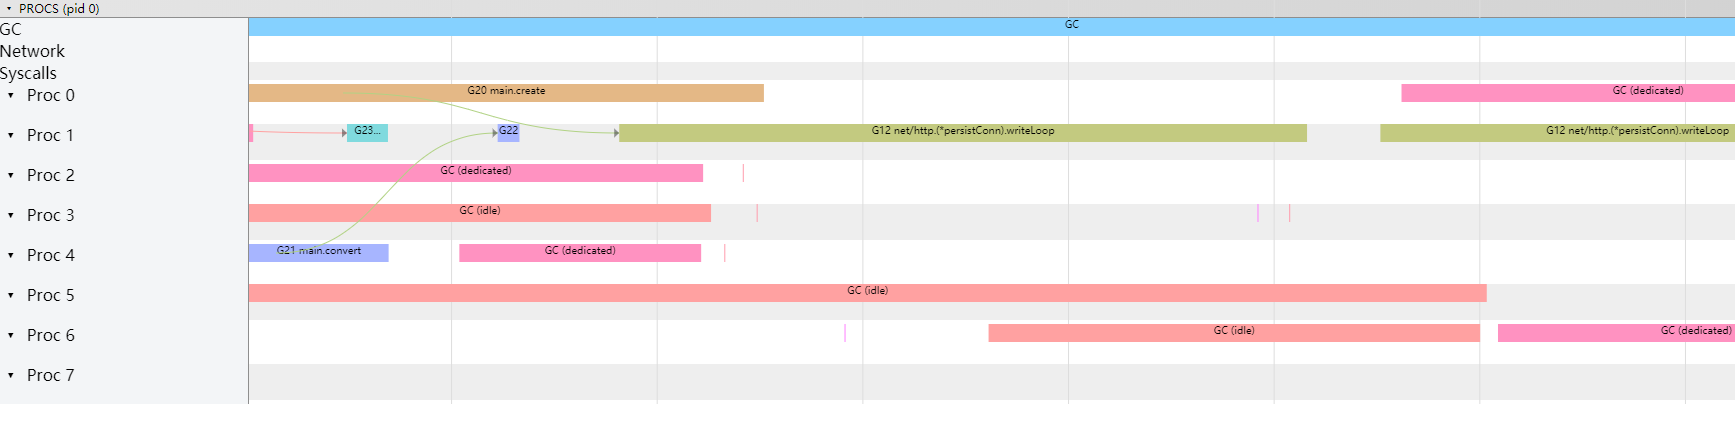 PROCS (pid 0)
GC GC
Network
Syscalls
Proc 0 G20 main.create GC (dedicated)
Proc 1 G23... G22 G12 net/http.(*persistConn).writeLoop G12 net/http.(*persistConn).writeLoop
Proc 2 GC (dedicated)
Proc 3 GC (idle)
Proc 4 G21 main.convert GC (dedicated)
Proc 5 GC (idle)
Proc 6 GC (idle) GC (dedicated)
Proc 7